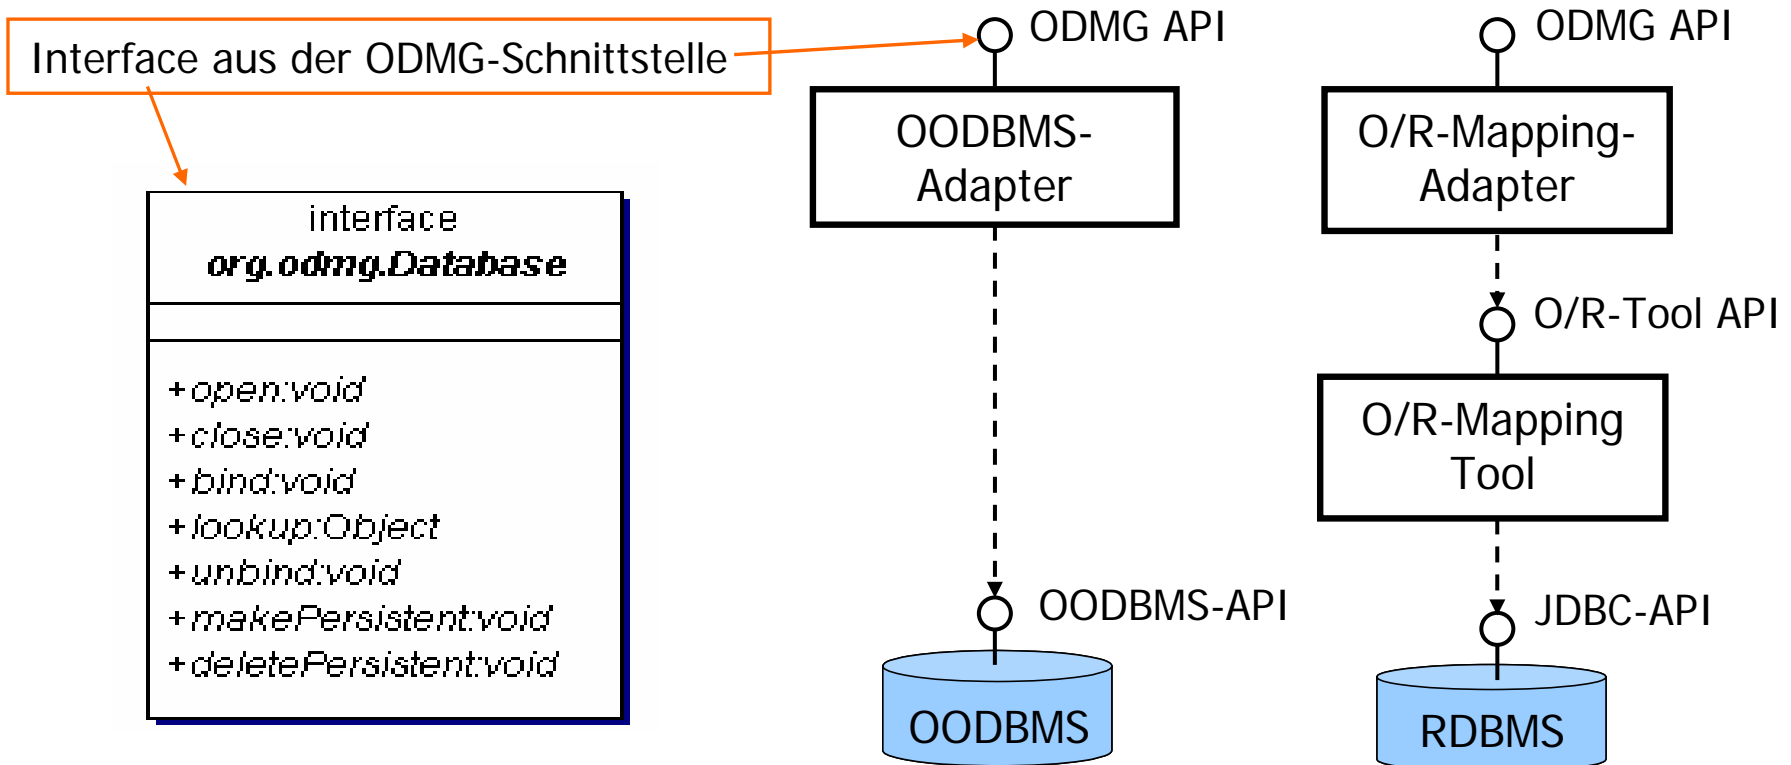 Interface aus der ODMG-Schnittstelle
interface
org.odmg.Database
+open:void
+close:void
+bind:void
+lookup:Object
+unbind:void
+makePersistent:void
+deletePersistent:void
ODMG API
OODBMS-
Adapter
OODBMS-API
OODBMS
ODMG API
O/R-Mapping-
Adapter
O/R-Tool API
O/R-Mapping
Tool
JDBC-API
RDBMS